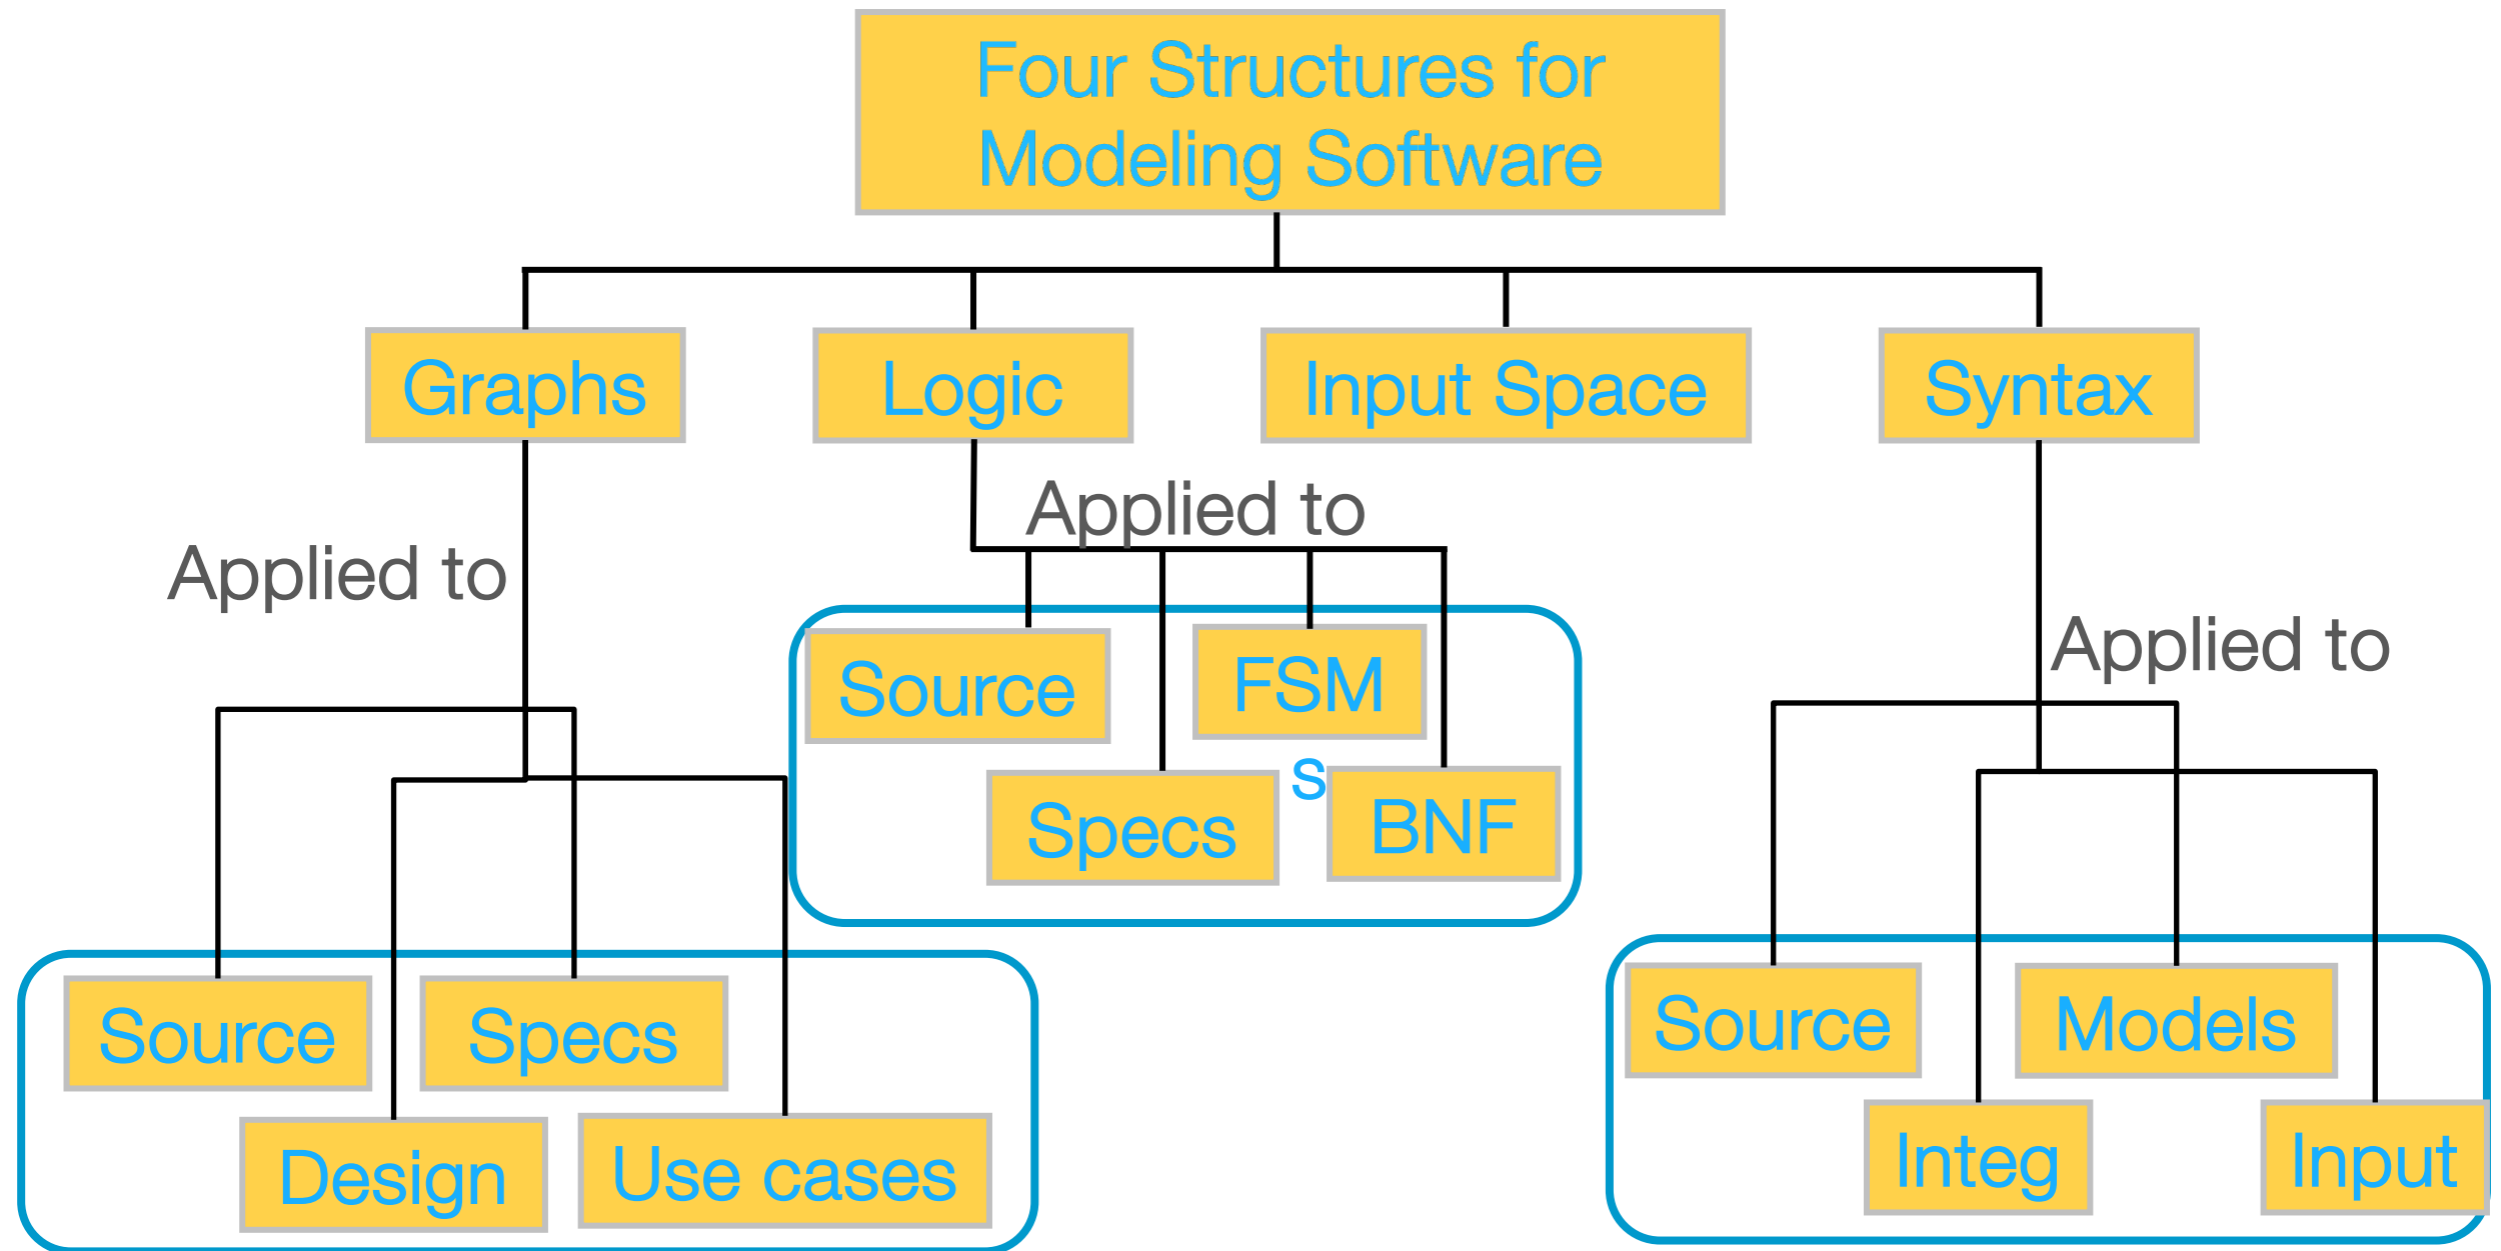 Four Structures for
Modeling Software
Graphs
Logic
Input Space
Syntax
Applied to
Applied to
Applied to
Source
FSM
s
Specs
BNF
Source
Specs
Design
Use cases
Source
Models
Integ
Input